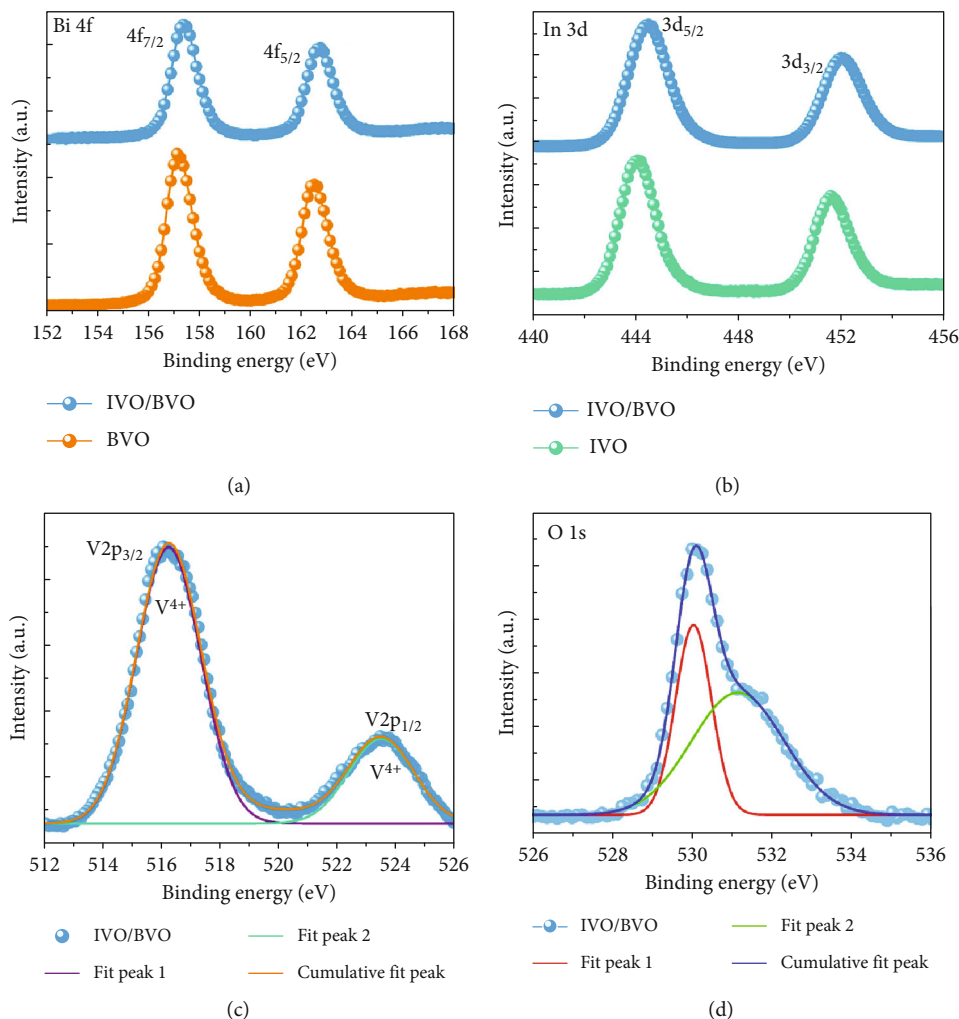 Bi 4f
4f7/2
4f5/2
Intensity (a.u.)
152 154 156 158 160 162 164 166 168
Binding energy (eV)
IVO/BVO
BVO
(a)
In 3d
3d5/2
3d3/2
Intensity (a.u.)
440 444 448 452 456
Binding energy (eV)
IVO/BVO
IVO
(b)
V2p3/2
V4+
V2p1/2
V4+
Intensity (a.u.)
512 514 516 518 520 522 524 526
Binding energy (eV)
IVO/BVO Fit peak 2
Fit peak 1 Cumulative fit peak
(c)
O 1s
Intensity (a.u.)
526 528 530 532 534 536
Binding energy (eV)
IVO/BVO Fit peak 2
Fit peak 1 Cumulative fit peak
(d)